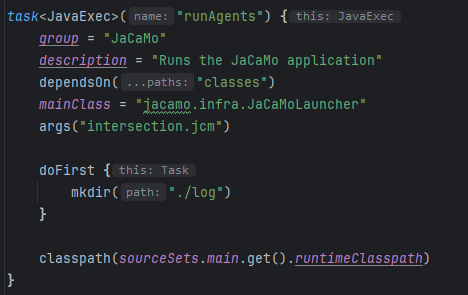 task<JavaExec>( name: "runAgents") { this: JavaExec
    group = "JaCaMo"
    description = "Runs the JaCaMo application"
    dependsOn( ...paths: "classes")
    mainClass = "jacamo.infra.JaCaMoLauncher"
    args("intersection.jcm")

    doFirst { this: Task
        mkdir( path: "./log")
    }

    classpath(sourceSets.main.get().runtimeClasspath)
}